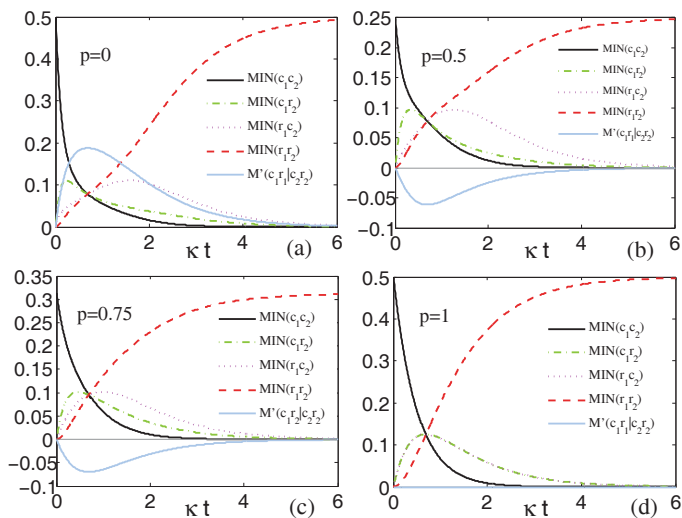 0.5
p=0
0.4
0.3
0.2
0.1
0
MIN(c₁c₂)
MIN(c₁r₂)
MIN(r₁c₂)
MIN(r₁r₂)
M'(c₁r₁|c₂r₂)
0 2 4 6
κ t
(a)
0.25
p=0.5
0.2
0.15
0.1
0.05
0
−0.05
−0.1
MIN(c₁c₂)
MIN(c₁r₂)
MIN(r₁c₂)
MIN(r₁r₂)
M'(c₁r₁|c₂r₂)
0 2 4 6
κ t
(b)
0.35
p=0.75
0.3
0.25
0.2
0.15
0.1
0.05
0
−0.05
−0.1
MIN(c₁c₂)
MIN(c₁r₂)
MIN(r₁c₂)
MIN(r₁r₂)
M'(c₁r₂|c₂r₂)
0 2 4 6
κ t
(c)
0.5
p=1
0.4
0.3
0.2
0.1
0
MIN(c₁c₂)
MIN(c₁r₂)
MIN(r₁c₂)
MIN(r₁r₂)
M'(c₁r₁|c₂r₂)
0 2 4 6
κ t
(d)